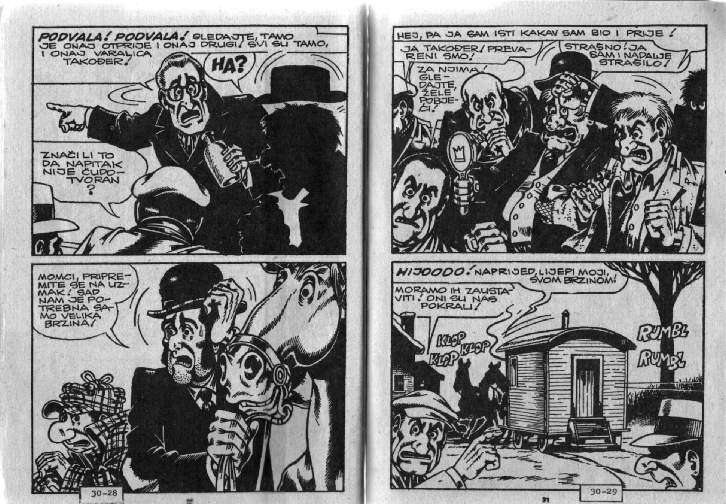 PODVALA! PODVALA! GLEDAJTE, TAMO
JE ONAJ OTPRIJE I ONAJ DRUGI, SVI SU TAMO,
I ONAJ VARALICA
TAKOĐER!
HA?
ZNAČI LI TO
DA NAPITAK
NIJE ČUDO-
TVORAN
?
MOMCI, PRIPRE-
MITE SE NA UZ-
MAK! SAD
NAM JE PO-
TREBNA SA-
MO VELIKA
BRZINA!
30-28
HEJ, PA JA SAM ISTI KAKAV SAM BIO I PRIJE!
JA TAKOĐER! PREVA-
RENI SMO!
STRAŠNO! JA
SAM I NADALJE
STRAŠILO!
ZA NJIMA!
GLE-
DAJTE,
ŽELE
POBJE-
ĆI!
HIJOOOO! NAPRIJED, LIJEPI MOJI,
SVOM BRZINOM!
MORAMO IH ZAUSTA-
VITI! ONI SU NAS
POKRALI!
KLOP
KLOP KLOP
RUMBL
RUMBL
31
30-29